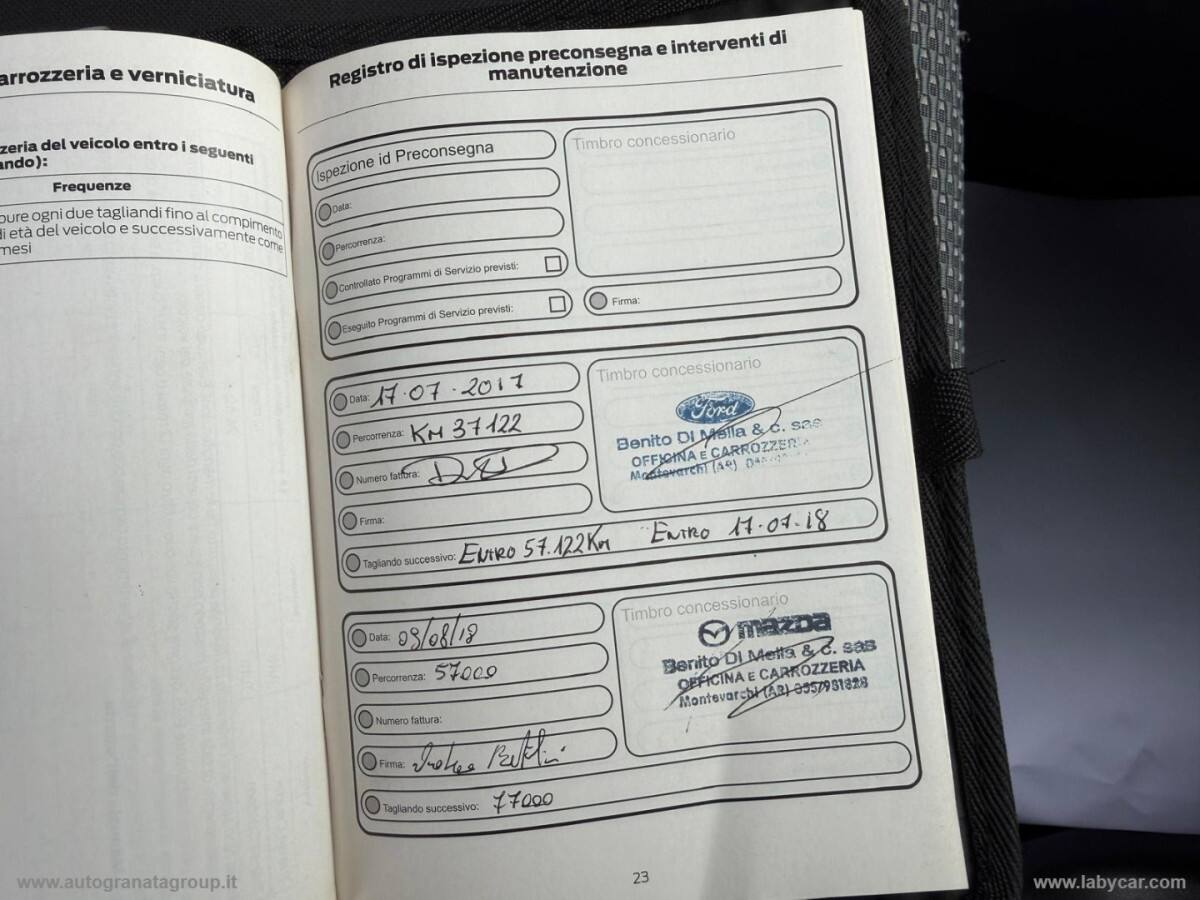 arrozzeria e verniciatura
zzeria del veicolo entro i seguenti
ando):
Frequenze
pure ogni due tagliandi fino al compimento
di età del veicolo e successivamente come
mesi
Registro di ispezione preconsegna e interventi di
manutenzione
Ispezione id Preconsegna
Data:
Percorrenza:
Controllato Programmi di Servizio previsti:
Eseguito Programmi di Servizio previsti:
Timbro concessionario
Firma:
Data: 17.07.2017
Percorrenza: KM 37122
Numero fattura:
Firma:
Tagliando successivo: ENTRO 57.122 KM ENTRO 17.07.18
Timbro concessionario
Ford
Benito Di Mella & C. sas
OFFICINA E CARROZZERIA
Montevarchi (AR)
Data: 09/08/18
Percorrenza: 57000
Numero fattura:
Firma:
Tagliando successivo: 77000
Timbro concessionario
mazda
Benito Di Mella & C. sas
OFFICINA E CARROZZERIA
Montevarchi (AR) 0557981828
23
www.autogranatagroup.it
www.labycar.com